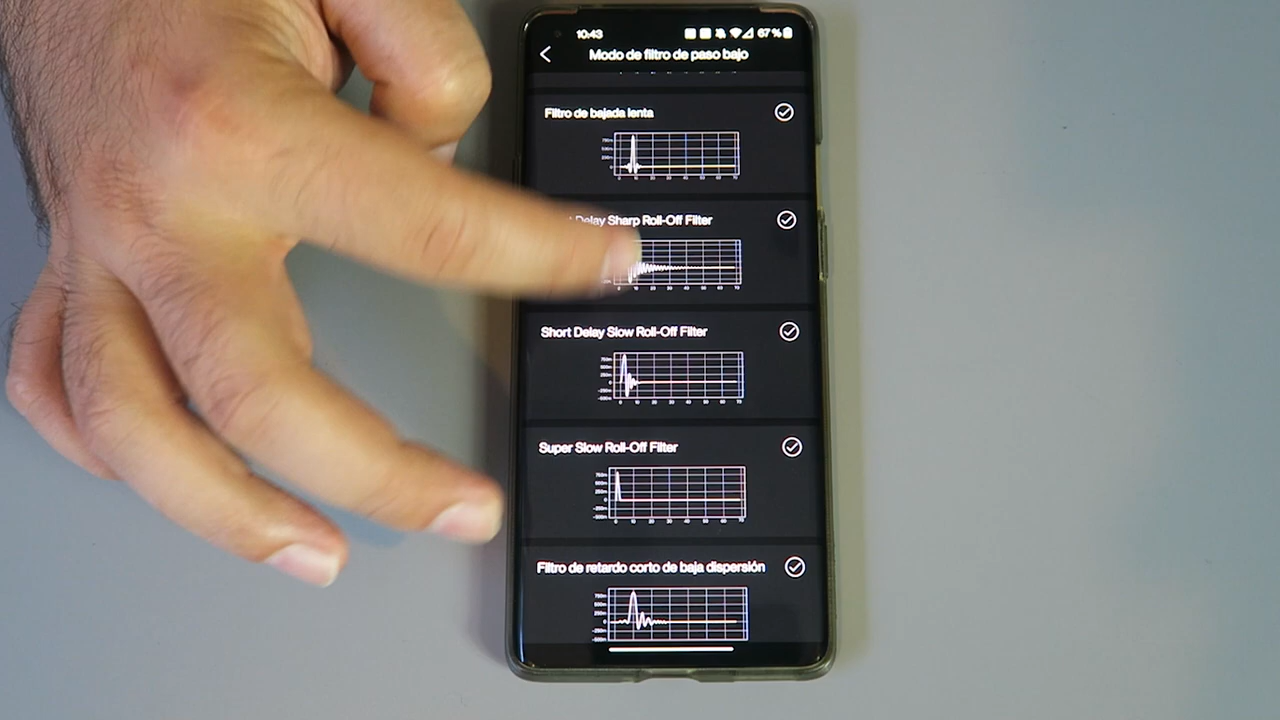 10:43
67%
Modo de filtro de paso bajo
Filtro de bajada lenta
Delay Sharp Roll-Off Filter
Short Delay Slow Roll-Off Filter
Super Slow Roll-Off Filter
Filtro de retardo corto de baja dispersión